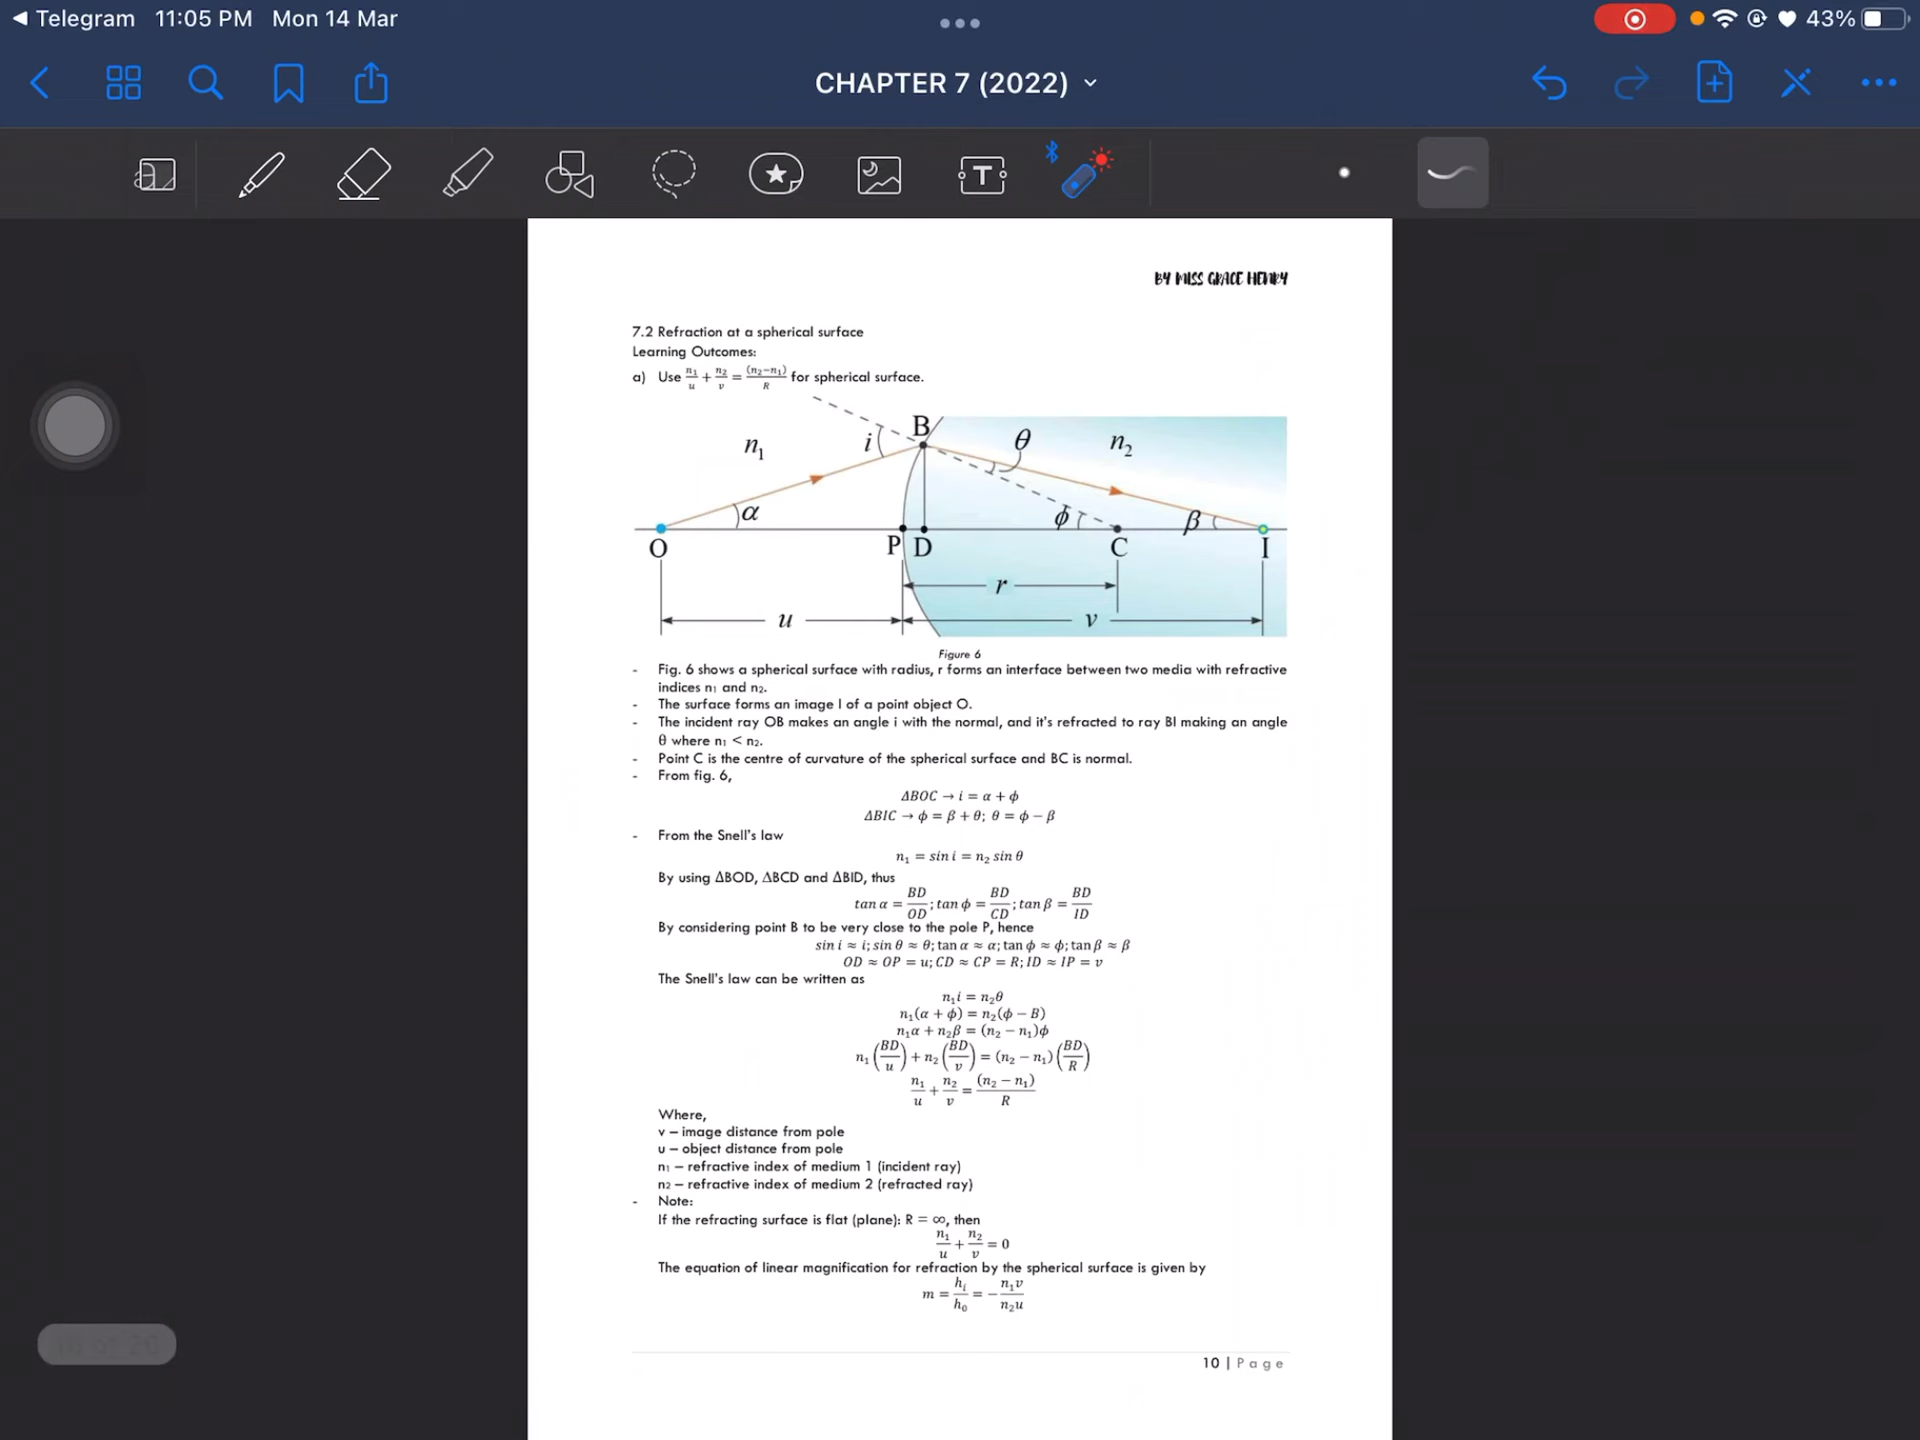 Telegram 11:05 PM Mon 14 Mar 43%
CHAPTER 7 (2022)
BY MISS GRACE HENRY
7.2 Refraction at a spherical surface
Learning Outcomes:
a) Use n₁/u + n₂/v = (n₂−n₁)/R for spherical surface.
n₁ i B θ n₂
α ϕ β
O P D C I
r
u v
Figure 6
- Fig. 6 shows a spherical surface with radius, r forms an interface between two media with refractive
indices n₁ and n₂.
- The surface forms an image I of a point object O.
- The incident ray OB makes an angle i with the normal, and it's refracted to ray BI making an angle
θ where n₁ < n₂.
- Point C is the centre of curvature of the spherical surface and BC is normal.
- From fig. 6,
ΔBOC → i = α + ϕ
ΔBIC → ϕ = β + θ; θ = ϕ − β
- From the Snell's law
n₁ = sin i = n₂ sin θ
By using ΔBOD, ΔBCD and ΔBID, thus
tan α = BD/OD; tan ϕ = BD/CD; tan β = BD/ID
By considering point B to be very close to the pole P, hence
sin i ≈ i; sin θ ≈ θ; tan α ≈ α; tan ϕ ≈ ϕ; tan β ≈ β
OD ≈ OP = u; CD ≈ CP = R; ID ≈ IP = v
The Snell's law can be written as
n₁i = n₂θ
n₁(α + ϕ) = n₂(ϕ − B)
n₁α + n₂β = (n₂ − n₁)ϕ
n₁(BD/u) + n₂(BD/v) = (n₂ − n₁)(BD/R)
n₁/u + n₂/v = (n₂ − n₁)/R
Where,
v – image distance from pole
u – object distance from pole
n₁ – refractive index of medium 1 (incident ray)
n₂ – refractive index of medium 2 (refracted ray)
- Note:
If the refracting surface is flat (plane): R = ∞, then
n₁/u + n₂/v = 0
The equation of linear magnification for refraction by the spherical surface is given by
m = hᵢ/h₀ = − n₁v/n₂u
10 | Page